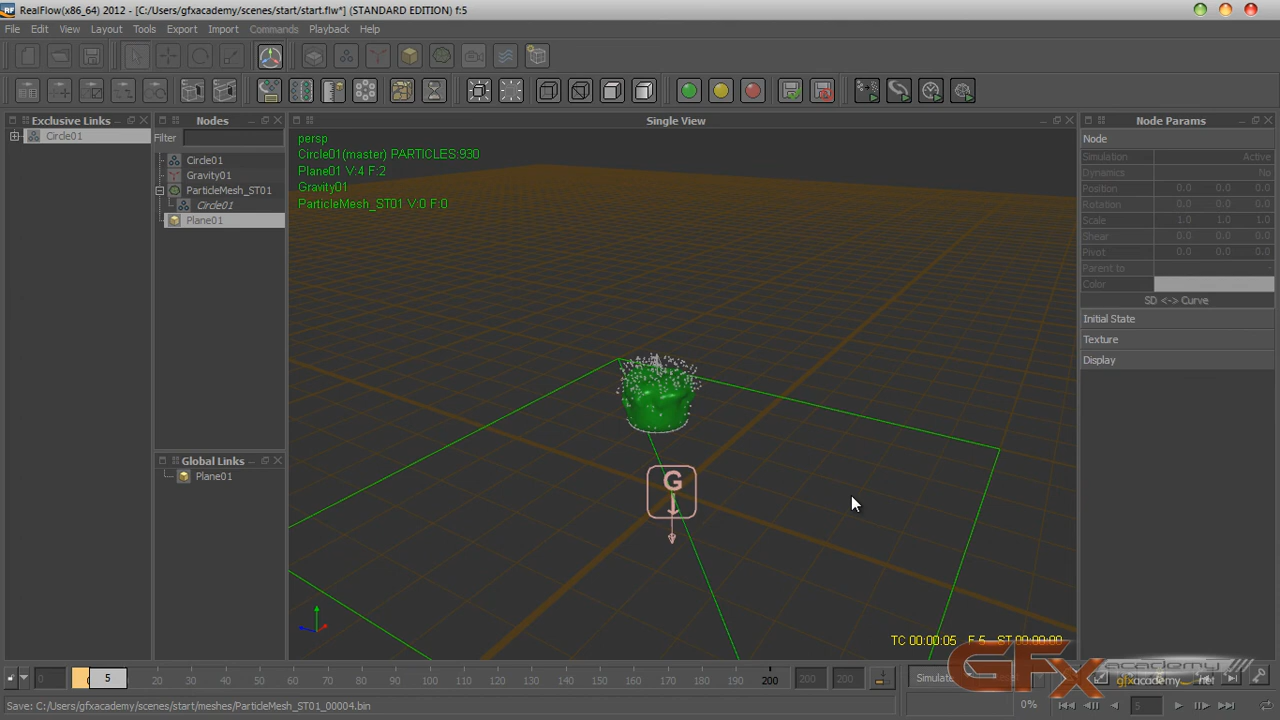 RealFlow(x86_64) 2012 - [C:/Users/gfxacademy/scenes/start/start.flw*] (STANDARD EDITION) f:5
File Edit View Layout Tools Export Import Commands Playback Help
Exclusive Links
Circle01
Nodes
Filter
Circle01
Gravity01
ParticleMesh_ST01
Circle01
Plane01
Global Links
Plane01
Single View
persp
Circle01(master) PARTICLES:930
Plane01 V:4 F:2
Gravity01
ParticleMesh_ST01 V:0 F:0
G
TC 00:00:05 F 5 ST 00:00:00
Node Params
Node
Simulation Active
Dynamics No
Position 0.0 0.0 0.0
Rotation 0.0 0.0 0.0
Scale 1.0 1.0 1.0
Shear 0.0 0.0 0.0
Pivot 0.0 0.0 0.0
Parent to -
Color
SD <-> Curve
Initial State
Texture
Display
0 5 20 30 40 50 60 70 80 90 100 110 120 130 140 150 160 170 180 190 200 200 200
Simulate
GFX academy
gfxacademy.net
0% 5
Save: C:/Users/gfxacademy/scenes/start/meshes/ParticleMesh_ST01_00004.bin